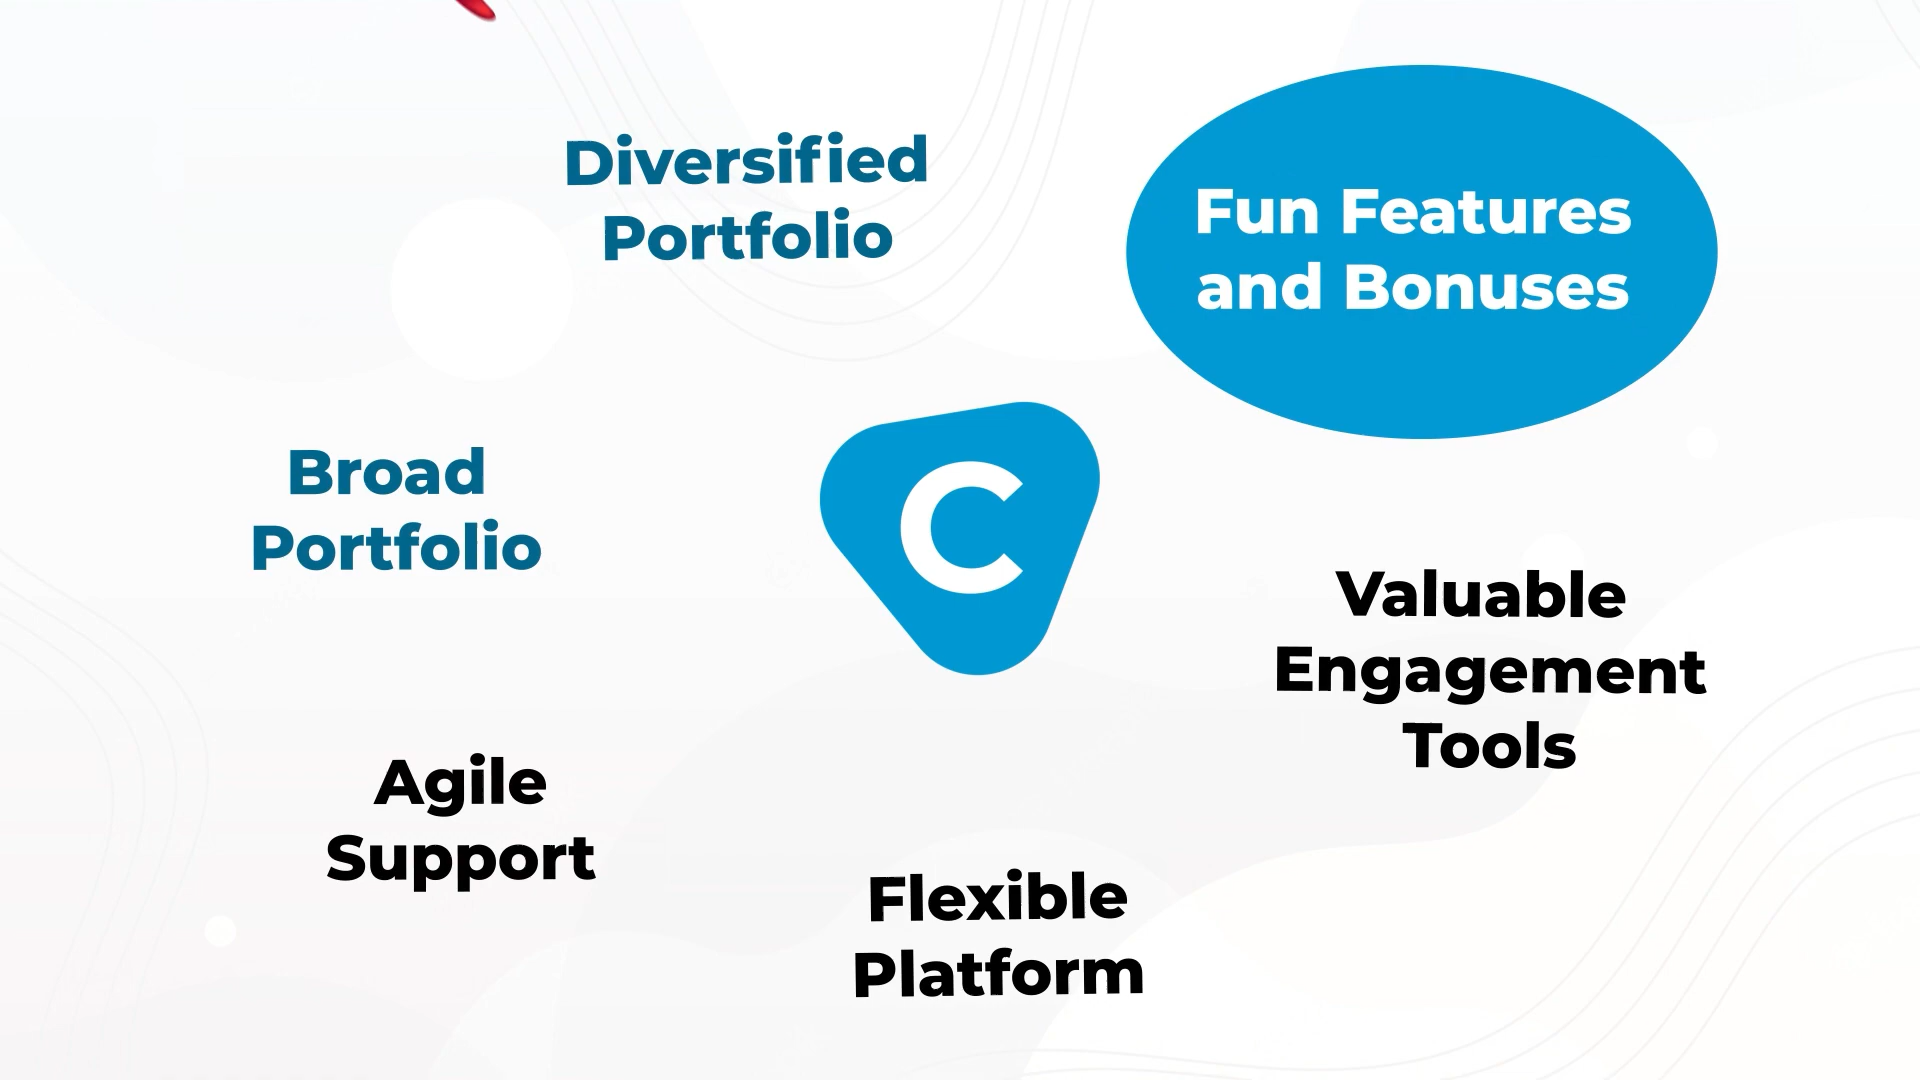 Diversified
Portfolio
Fun Features
and Bonuses
Broad
Portfolio
C
Valuable
Engagement
Tools
Agile
Support
Flexible
Platform